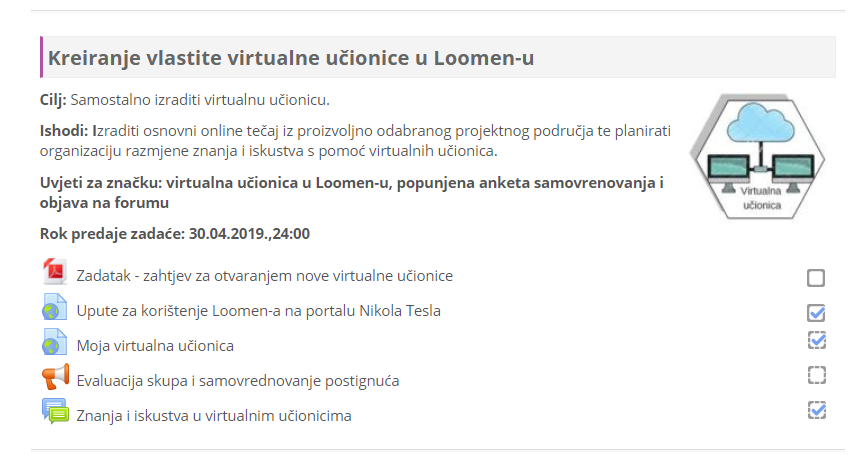 Kreiranje vlastite virtualne učionice u Loomen-u
Cilj: Samostalno izraditi virtualnu učionicu.
Ishodi: Izraditi osnovni online tečaj iz proizvoljno odabranog projektnog područja te planirati
organizaciju razmjene znanja i iskustva s pomoć virtualnih učionica.
Uvjeti za značku: virtualna učionica u Loomen-u, popunjena anketa samovrenovanja i
objava na forumu
Rok predaje zadaće: 30.04.2019.,24:00
Virtualna
učionica
Zadatak - zahtjev za otvaranjem nove virtualne učionice
Upute za korištenje Loomen-a na portalu Nikola Tesla
Moja virtualna učionica
Evaluacija skupa i samovrednovanje postignuća
Znanja i iskustva u virtualnim učionicima